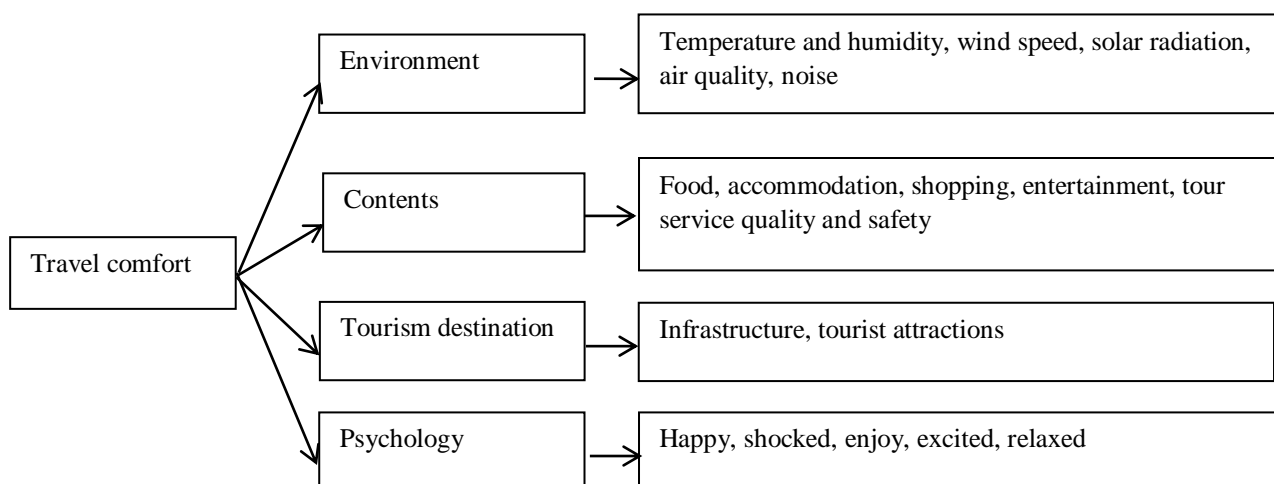 Environment
Temperature and humidity, wind speed, solar radiation,
air quality, noise
Contents
Food, accommodation, shopping, entertainment, tour
service quality and safety
Travel comfort
Tourism destination
Infrastructure, tourist attractions
Psychology
Happy, shocked, enjoy, excited, relaxed